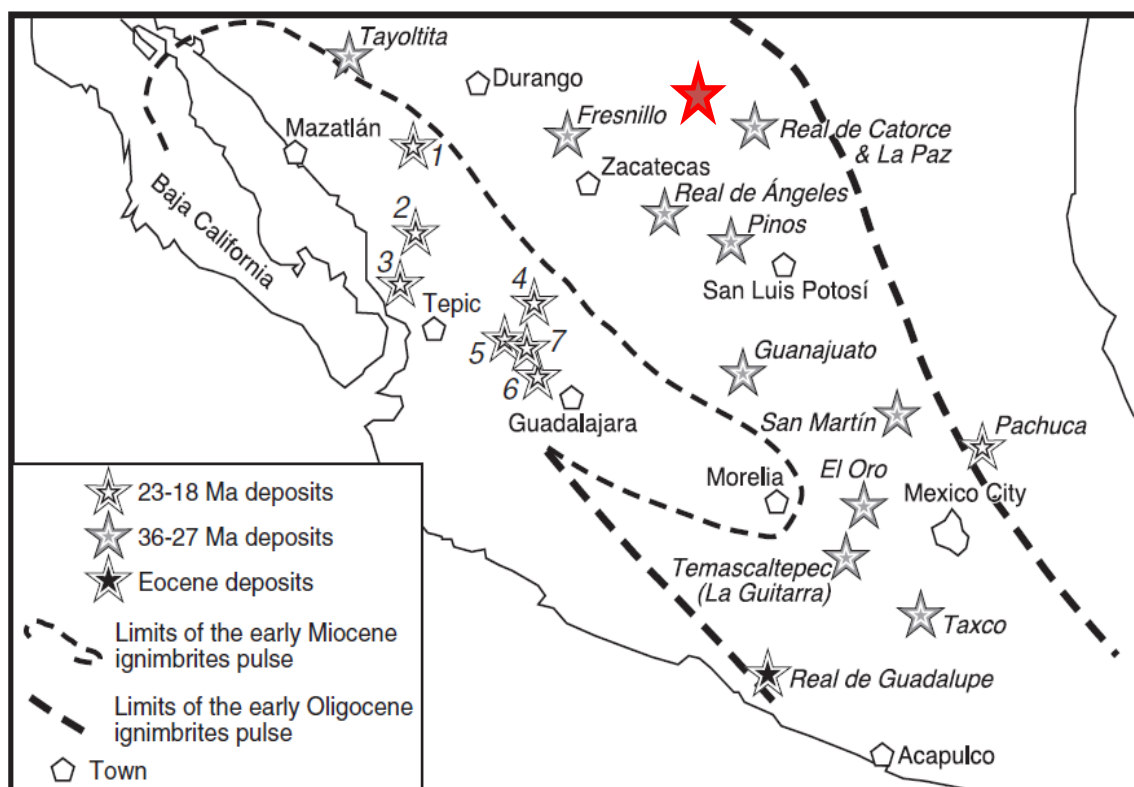 Tayoltita
Durango
Fresnillo
Real de Catorce
& La Paz
Mazatlán
1
Zacatecas
Real de Ángeles
2
Pinos
Baja California
3
4
San Luis Potosí
Tepic
5
7
Guanajuato
6
Guadalajara
San Martín
Pachuca
El Oro
Morelia
Mexico City
Temascaltepec
(La Guitarra)
Taxco
Real de Guadalupe
Acapulco
23-18 Ma deposits
36-27 Ma deposits
Eocene deposits
Limits of the early Miocene
ignimbrites pulse
Limits of the early Oligocene
ignimbrites pulse
Town